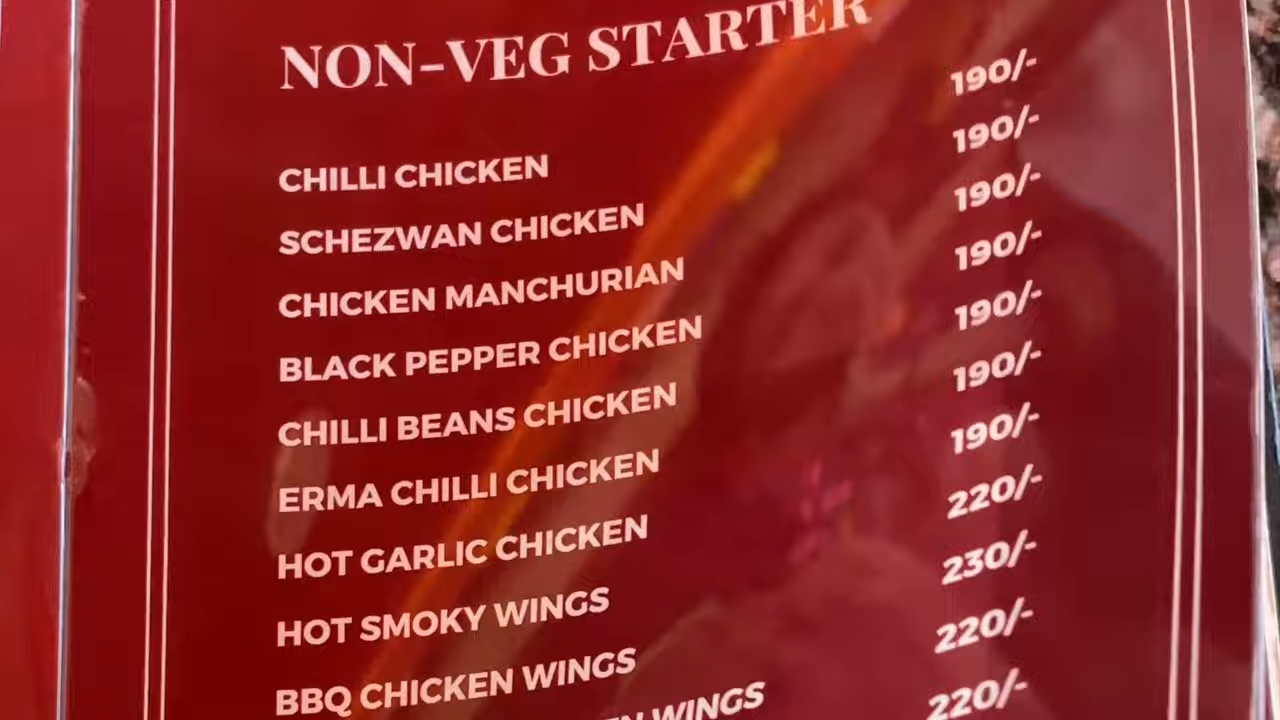 NON-VEG STARTER
CHILLI CHICKEN 190/-
SCHEZWAN CHICKEN 190/-
CHICKEN MANCHURIAN 190/-
BLACK PEPPER CHICKEN 190/-
CHILLI BEANS CHICKEN 190/-
ERMA CHILLI CHICKEN 190/-
HOT GARLIC CHICKEN 190/-
HOT SMOKY WINGS 220/-
BBQ CHICKEN WINGS 230/-
WINGS 220/-
220/-